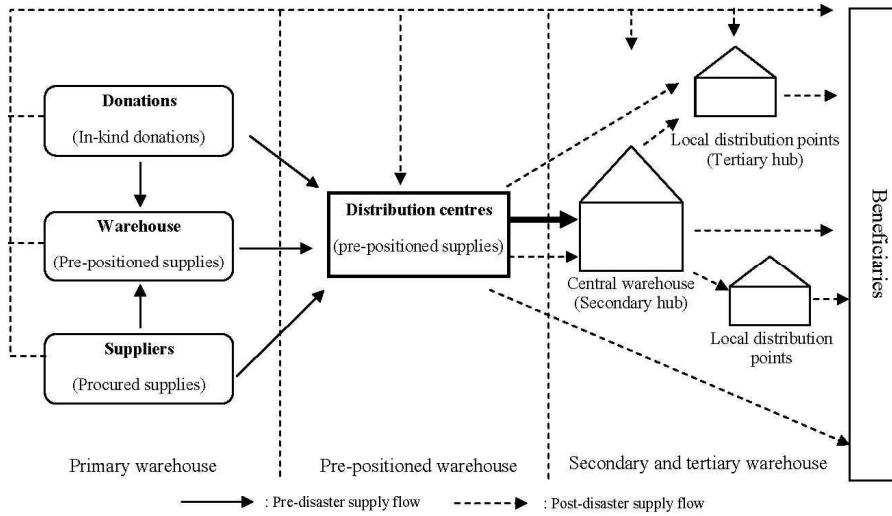 Donations
(In-kind donations)
Warehouse
(Pre-positioned supplies)
Suppliers
(Procured supplies)
Distribution centres
(pre-positioned supplies)
Local distribution points
(Tertiary hub)
Central warehouse
(Secondary hub)
Local distribution
points
Beneficiaries
Primary warehouse
Pre-positioned warehouse
Secondary and tertiary warehouse
: Pre-disaster supply flow
: Post-disaster supply flow